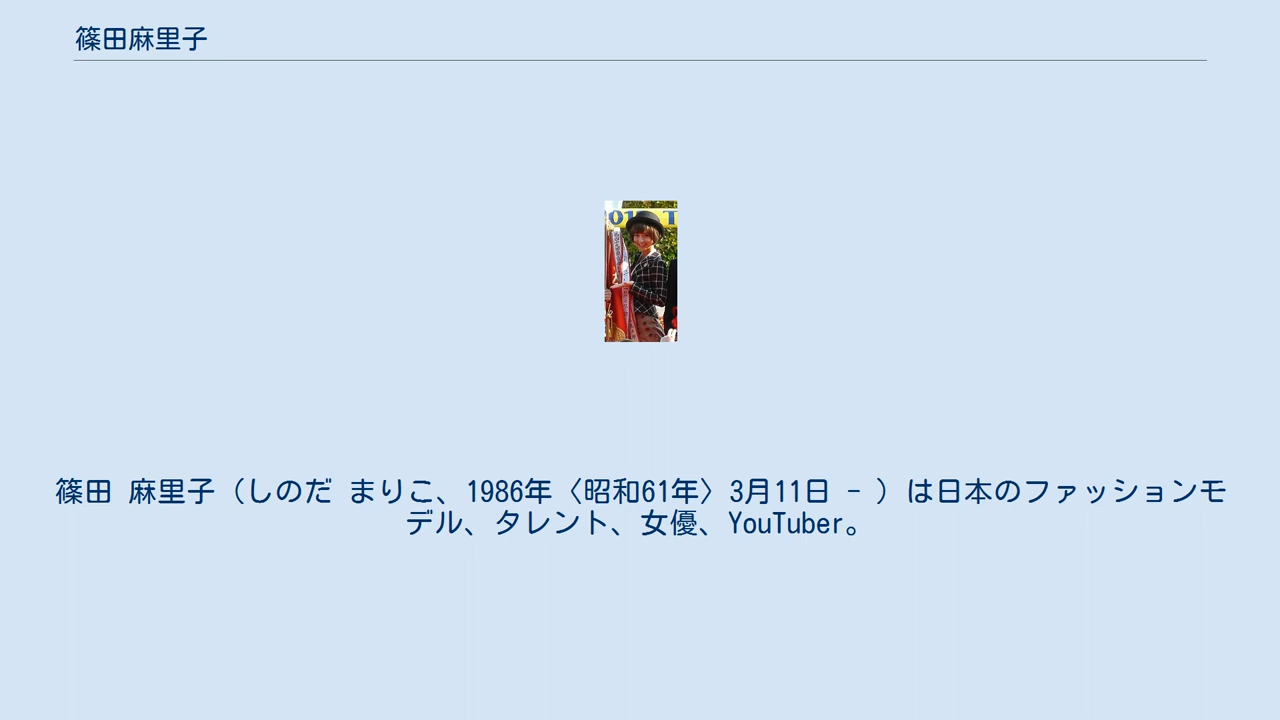 篠田麻里子
01 T
篠田 麻里子（しのだ まりこ、1986年〈昭和61年〉3月11日 - ）は日本のファッションモ
デル、タレント、女優、YouTuber。